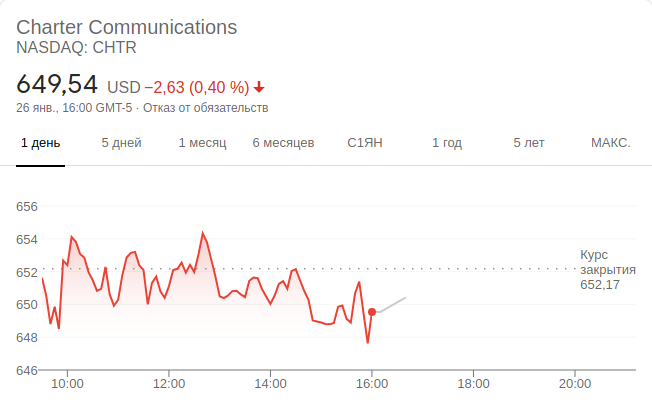 Charter Communications
NASDAQ: CHTR
649,54 USD −2,63 (0,40 %)
26 янв., 16:00 GMT-5 · Отказ от обязательств
1 день 5 дней 1 месяц 6 месяцев С1ЯН 1 год 5 лет МАКС.
656
654
652
650
648
646
Курс
закрытия
652,17
10:00 12:00 14:00 16:00 18:00 20:00